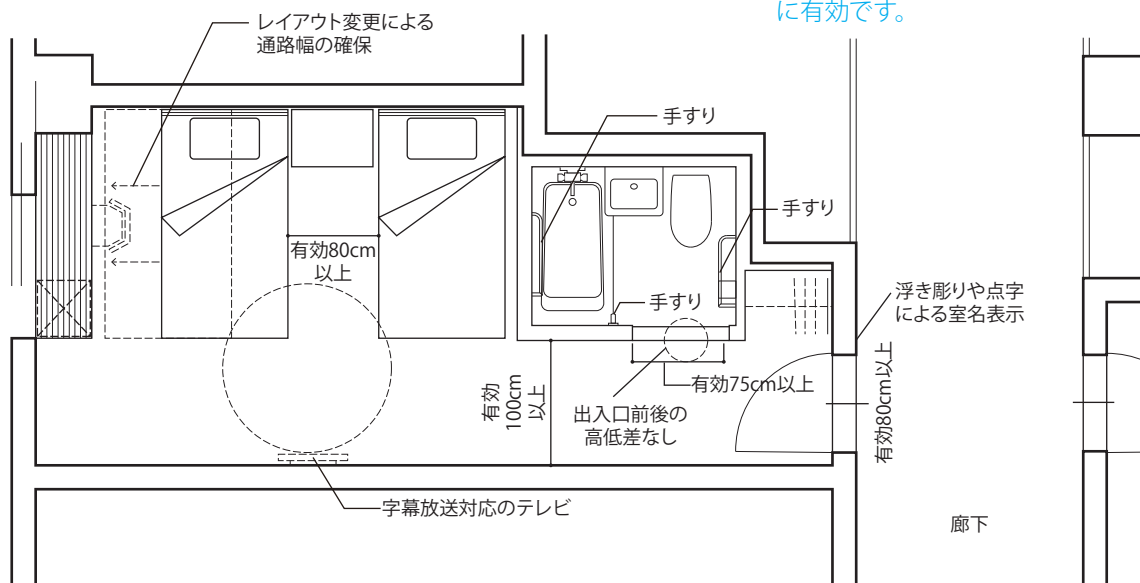 に有効です。
レイアウト変更による
通路幅の確保
手すり
手すり
有効80cm
以上
手すり
浮き彫りや点字
による室名表示
有効75cm以上
有効
100cm
以上
出入口前後の
高低差なし
有効80cm以上
字幕放送対応のテレビ
廊下